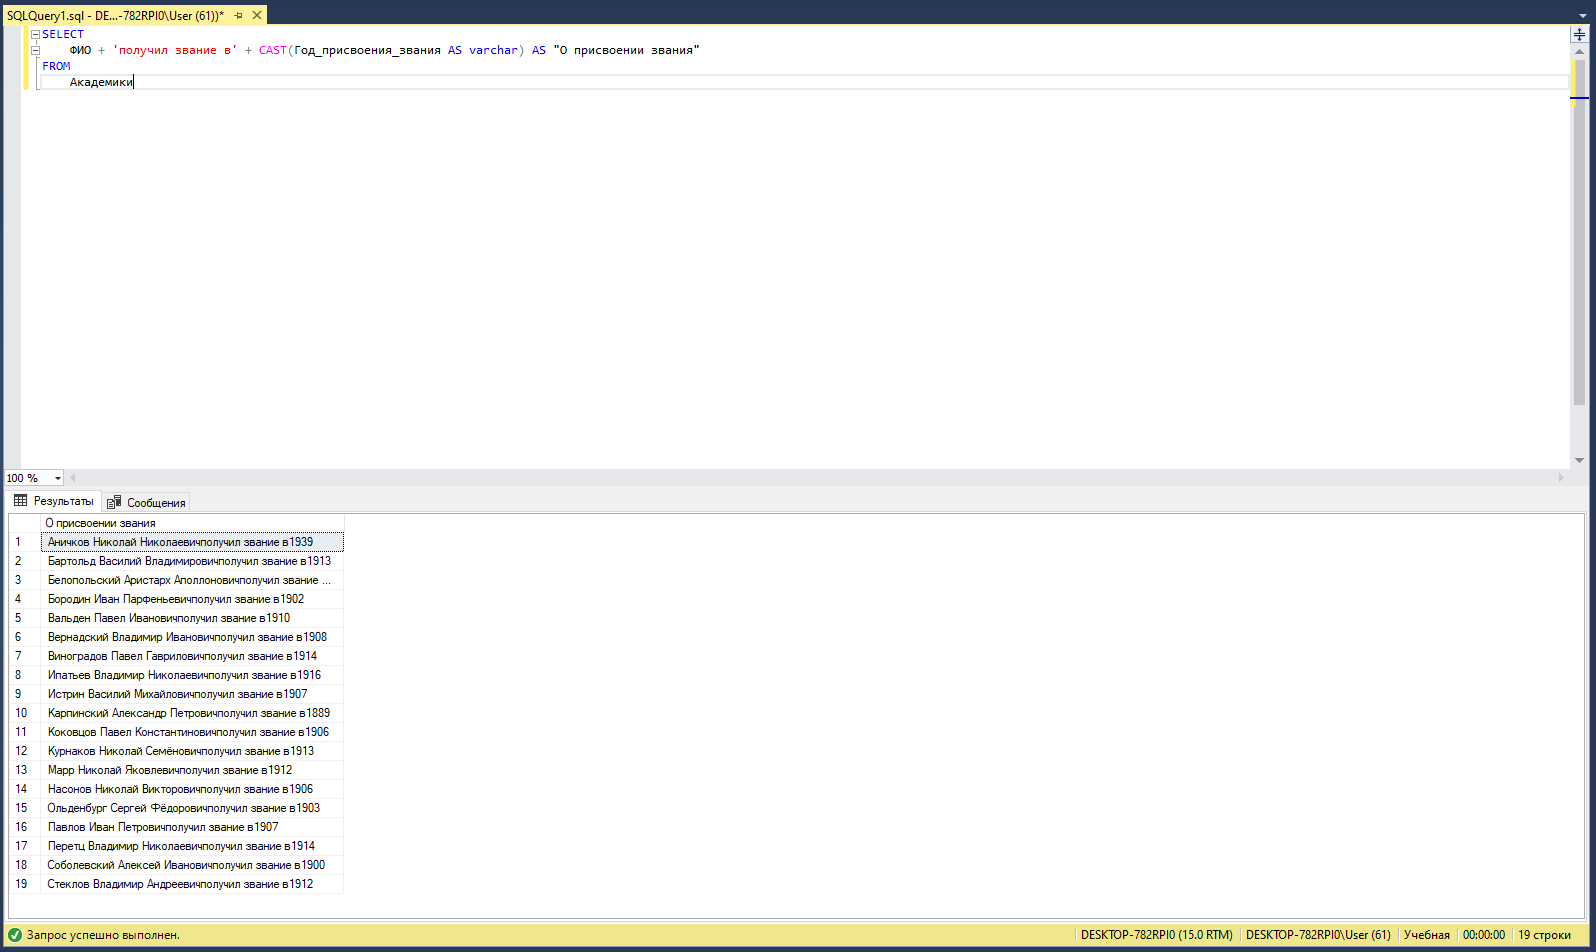 SQLQuery1.sql - DE...-782RPI0\User (61))*
SELECT
ФИО + 'получил звание в' + CAST(Год_присвоения_звания AS varchar) AS "О присвоении звания"
FROM
Академики
100 %
Результаты Сообщения
О присвоении звания
1 Аничков Николай Николаевичполучил звание в1939
2 Бартольд Василий Владимировичполучил звание в1913
3 Белопольский Аристарх Аполлоновичполучил звание ...
4 Бородин Иван Парфеньевичполучил звание в1902
5 Вальден Павел Ивановичполучил звание в1910
6 Вернадский Владимир Ивановичполучил звание в1908
7 Виноградов Павел Гавриловичполучил звание в1914
8 Ипатьев Владимир Николаевичполучил звание в1916
9 Истрин Василий Михайловичполучил звание в1907
10 Карпинский Александр Петровичполучил звание в1889
11 Коковцов Павел Константиновичполучил звание в1906
12 Курнаков Николай Семёновичполучил звание в1913
13 Марр Николай Яковлевичполучил звание в1912
14 Насонов Николай Викторовичполучил звание в1906
15 Ольденбург Сергей Фёдоровичполучил звание в1903
16 Павлов Иван Петровичполучил звание в1907
17 Перетц Владимир Николаевичполучил звание в1914
18 Соболевский Алексей Ивановичполучил звание в1900
19 Стеклов Владимир Андреевичполучил звание в1912
Запрос успешно выполнен. DESKTOP-782RPI0 (15.0 RTM) DESKTOP-782RPI0\User (61) Учебная 00:00:00 19 строки